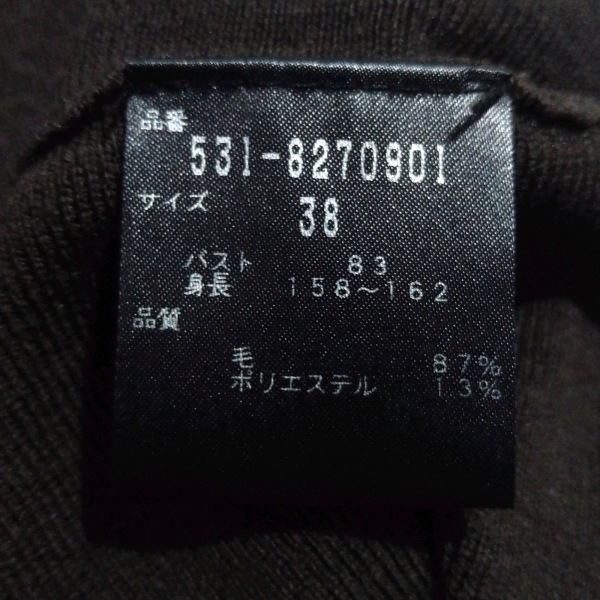 品番
531-8270901
サイズ 38
バスト 83
身長 158～162
品質
毛 87%
ポリエステル 13%